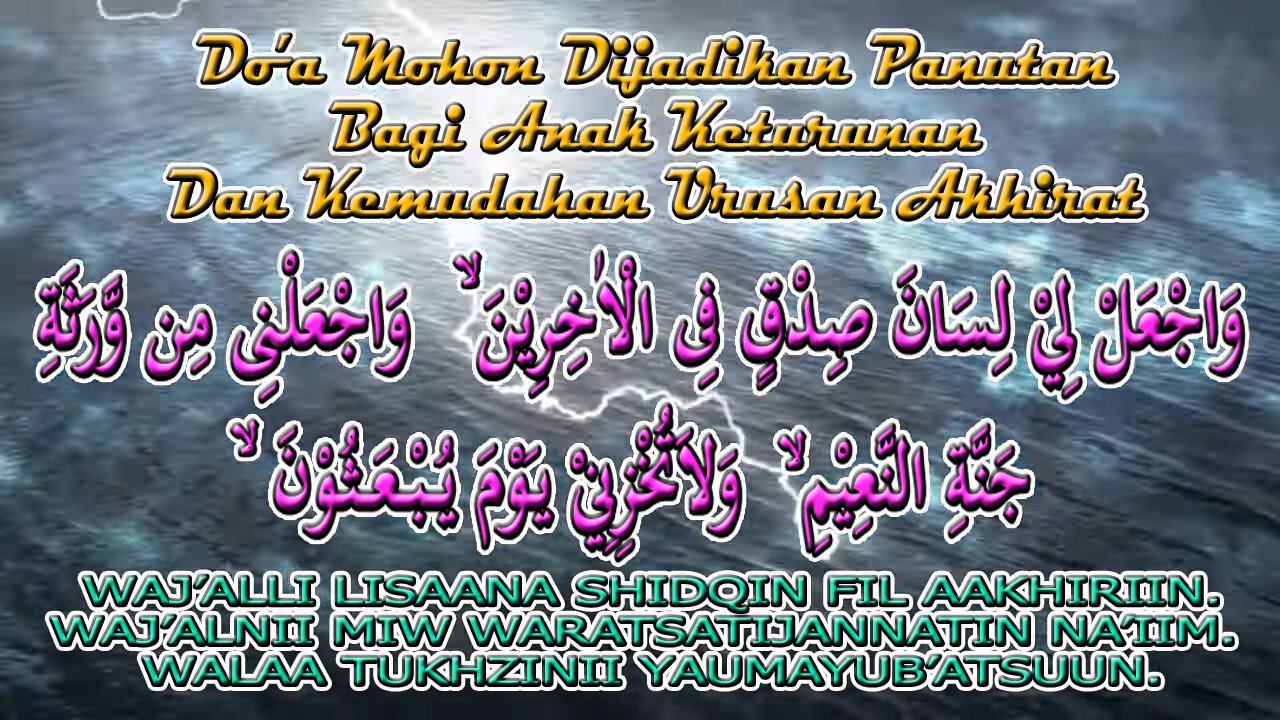 Do'a Mohon Dijadikan Panutan
Bagi Anak Keturunan
Dan Kemudahan Urusan Akhirat
وَاجْعَلْ لِيْ لِسَانَ صِدْقٍ فِى الْاٰخِرِيْنَ ۙ وَاجْعَلْنِى مِن وَّرَثَةِ
جَنَّةِ النَّعِيْمِ ۙ وَلَاتُخْزِنِيْ يَوْمَ يُبْعَثُوْنَ ۙ
WAJ'ALLI LISAANA SHIDQIN FIL AAKHIRIIN.
WAJ'ALNII MIW WARATSATIJANNATIN NA'IIM.
WALAA TUKHZINII YAUMAYUB'ATSUUN.